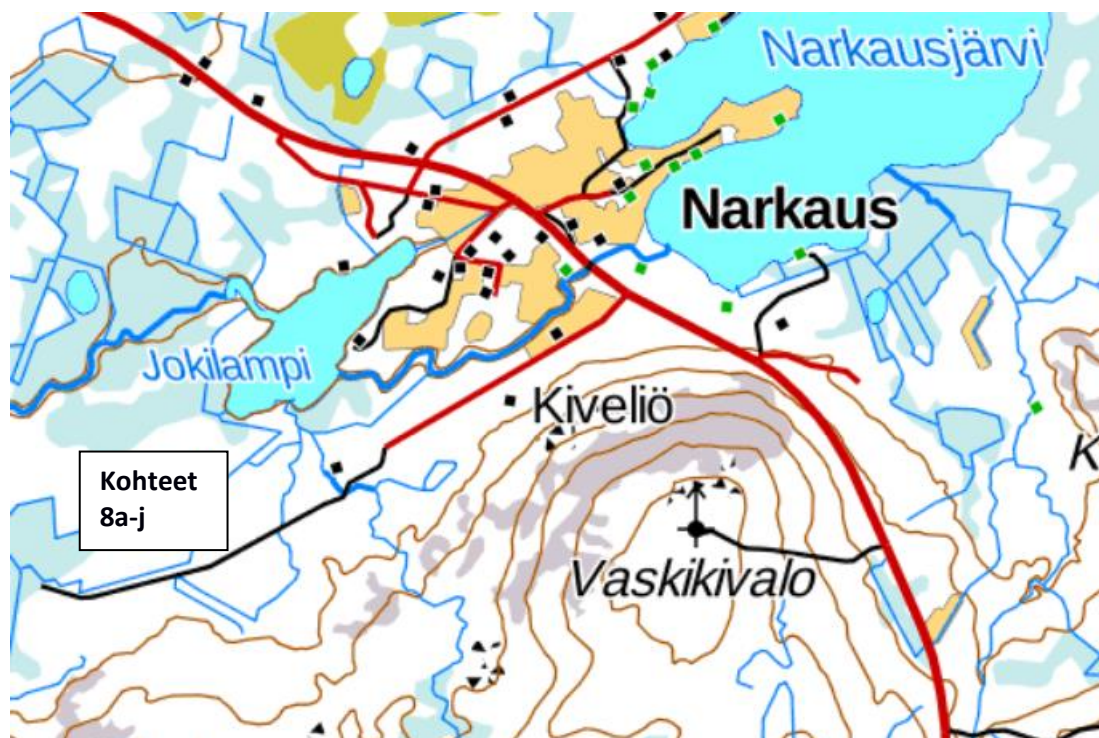 Narkausjärvi
Narkaus
Jokilampi
Kiveliö
K
Kohteet
8a-j
Vaskikivalo